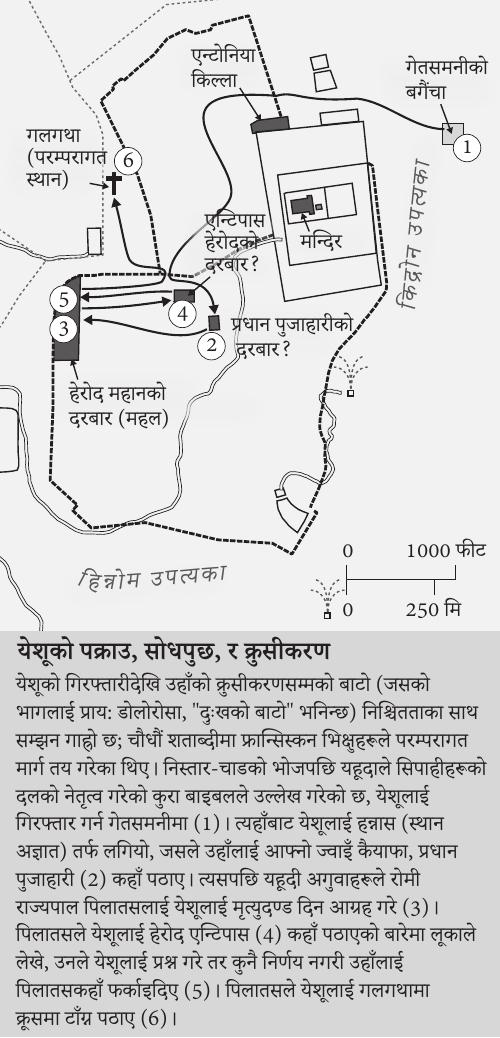 एन्टोनिया
किल्ला
गेतसमनीको
बगैंचा
1
गलगथा
(परम्परागत
स्थान)
6
किद्रोन उपत्यका
एन्टिपास
हेरोदको
दरबार?
मन्दिर
5
4
3
प्रधान पुजाहारीको
दरबार?
2
हेरोद महानको
दरबार (महल)
हिन्नोम उपत्यका
0 1000 फीट
0 250 मि
येशूको पक्राउ, सोधपुछ, र क्रुसीकरण
येशूको गिरफ्तारीदेखि उहाँको क्रुसीकरणसम्मको बाटो (जसको
भागलाई प्राय: डोलोरोसा, "दुःखको बाटो" भनिन्छ) निश्चितताका साथ
सम्झन गाह्रो छ; चौधौं शताब्दीमा फ्रान्सिस्कन भिक्षुहरूले परम्परागत
मार्ग तय गरेका थिए। निस्तार-चाडको भोजपछि यहूदाले सिपाहीहरूको
दलको नेतृत्व गरेको कुरा बाइबलले उल्लेख गरेको छ, येशूलाई
गिरफ्तार गर्न गेतसमनीमा (1)। त्यहाँबाट येशूलाई हन्नास (स्थान
अज्ञात) तर्फ लगियो, जसले उहाँलाई आफ्नो ज्वाइँ कैयाफा, प्रधान
पुजाहारी (2) कहाँ पठाए। त्यसपछि यहूदी अगुवाहरूले रोमी
राज्यपाल पिलातसलाई येशूलाई मृत्युदण्ड दिन आग्रह गरे (3)।
पिलातसले येशूलाई हेरोद एन्टिपास (4) कहाँ पठाएको बारेमा लूकाले
लेखे, उनले येशूलाई प्रश्न गरे तर कुनै निर्णय नगरी उहाँलाई
पिलातसकहाँ फर्काइदिए (5)। पिलातसले येशूलाई गलगथामा
क्रूसमा टाँग्न पठाए (6)।